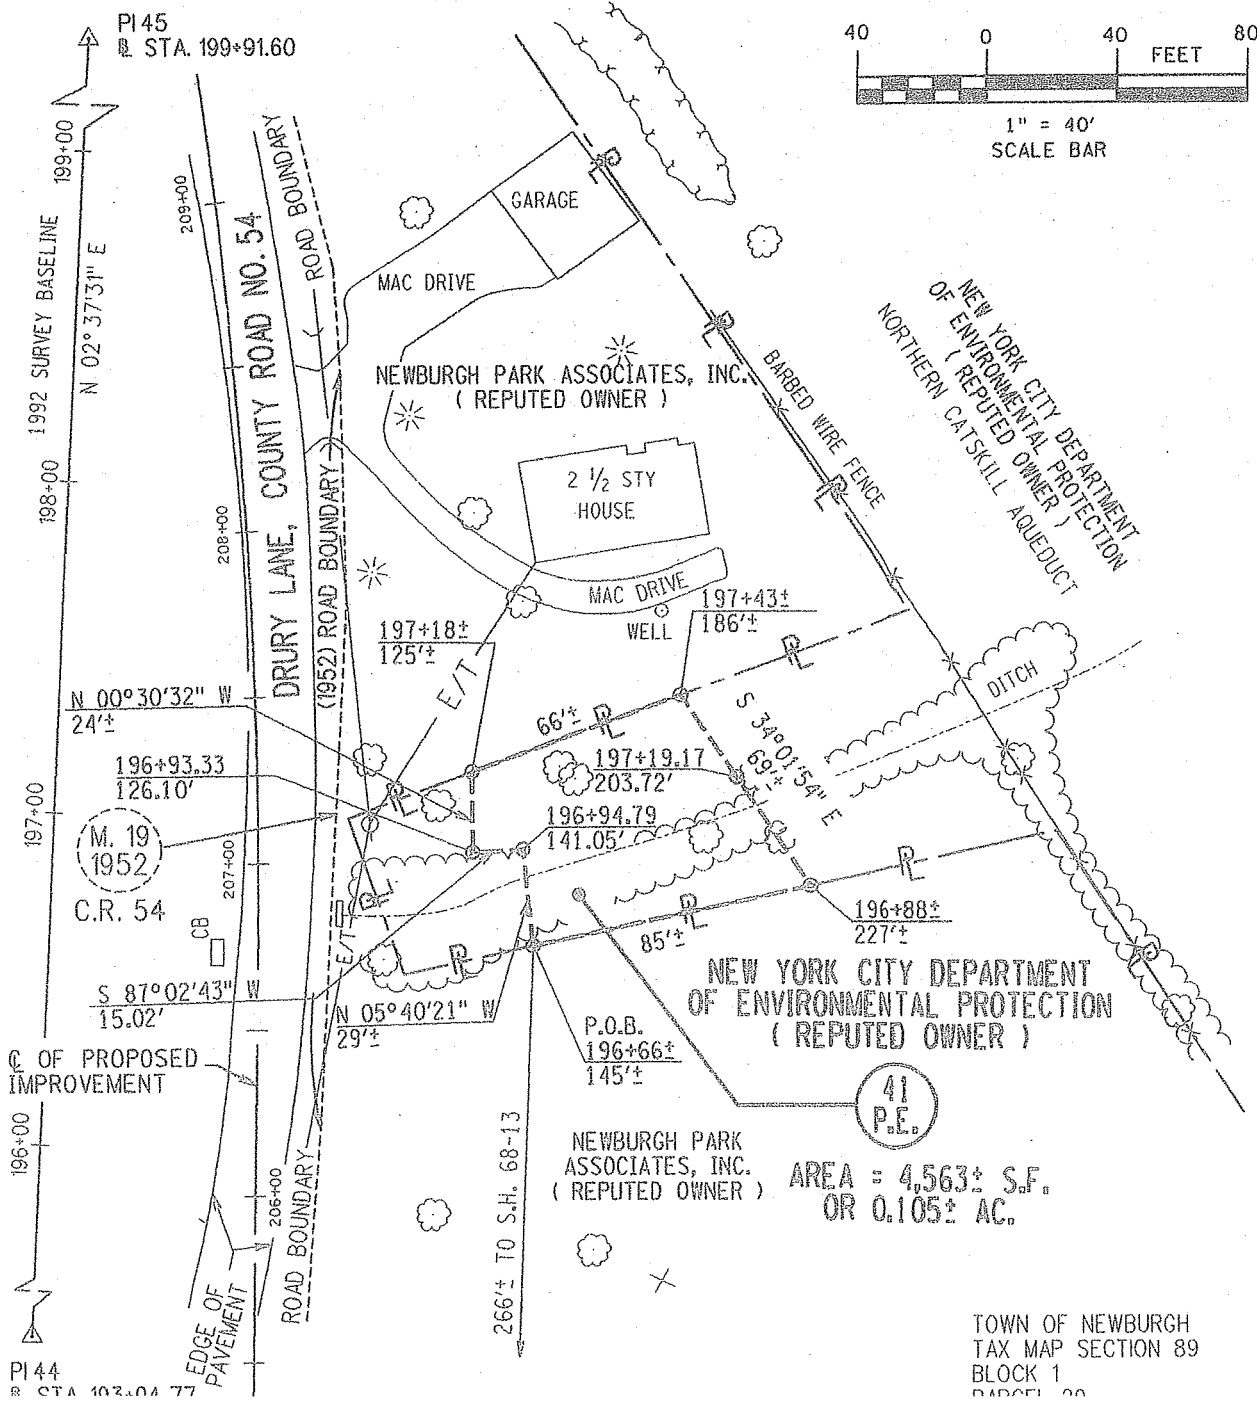 PI 45
℞ STA. 199+91.60
40 0 40 80
FEET
1" = 40'
SCALE BAR
199+00
1992 SURVEY BASELINE
N 02°37'31" E
198+00
197+00
196+00
209+00
208+00
207+00
206+00
DRURY LANE, COUNTY ROAD NO. 54
ROAD BOUNDARY
(1952) ROAD BOUNDARY
ROAD BOUNDARY
GARAGE
MAC DRIVE
NEWBURGH PARK ASSOCIATES, INC.
( REPUTED OWNER )
BARBED WIRE FENCE
NEW YORK CITY DEPARTMENT
OF ENVIRONMENTAL PROTECTION
( REPUTED OWNER )
NORTHERN CATSKILL AQUEDUCT
2 ½ STY
HOUSE
MAC DRIVE
WELL
197+43±
186'±
197+18±
125'±
E/T
DITCH
N 00°30'32" W
24'±
66'±
S 34°01'54" E
69'±
196+93.33
126.10'
197+19.17
203.72'
196+94.79
141.05'
M. 19
1952
C.R. 54
CB
E/T
196+88±
227'±
85'±
S 87°02'43" W
15.02'
N 05°40'21" W
29'±
P.O.B.
196+66±
145'±
NEW YORK CITY DEPARTMENT
OF ENVIRONMENTAL PROTECTION
( REPUTED OWNER )
℄ OF PROPOSED
IMPROVEMENT
41
P.E.
NEWBURGH PARK
ASSOCIATES, INC.
( REPUTED OWNER )
AREA = 4,563± S.F.
OR 0.105± AC.
266'± TO S.H. 68-13
EDGE OF
PAVEMENT
PI 44
℞ STA. 193+04.77
TOWN OF NEWBURGH
TAX MAP SECTION 89
BLOCK 1
PARCEL 20